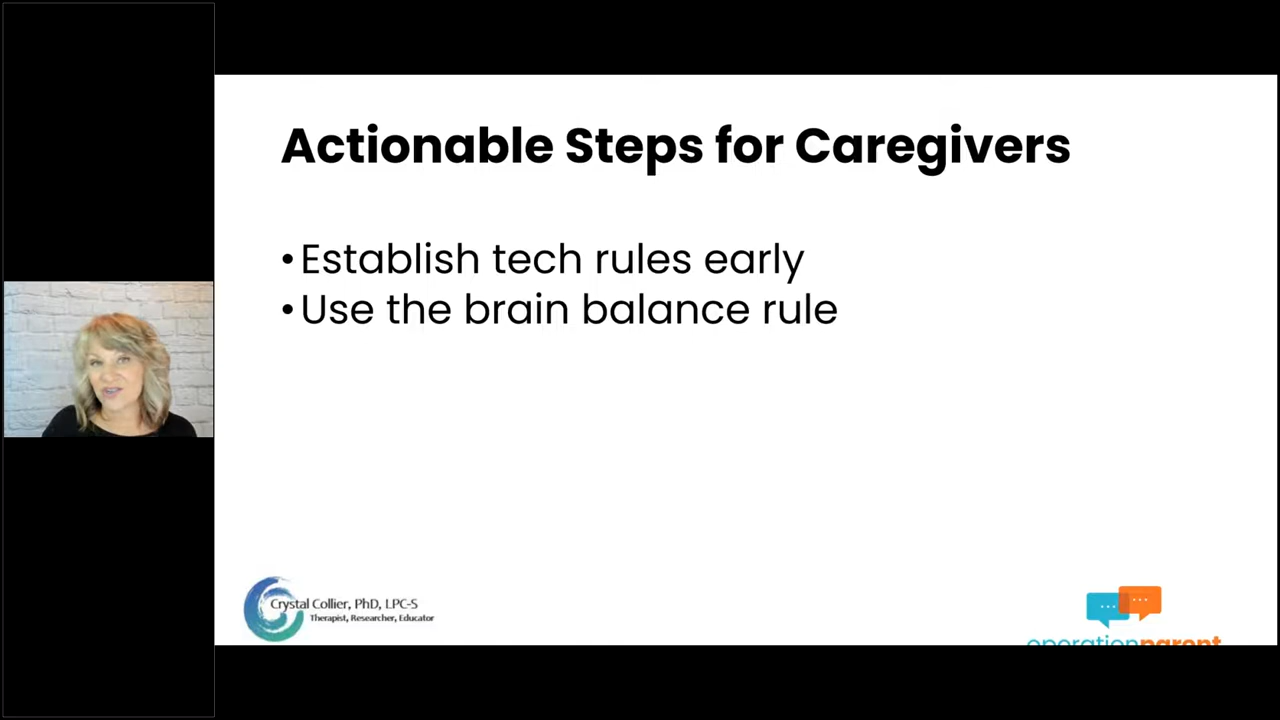 Actionable Steps for Caregivers
• Establish tech rules early
• Use the brain balance rule
Crystal Collier, PhD, LPC-S
Therapist, Researcher, Educator
operationparent